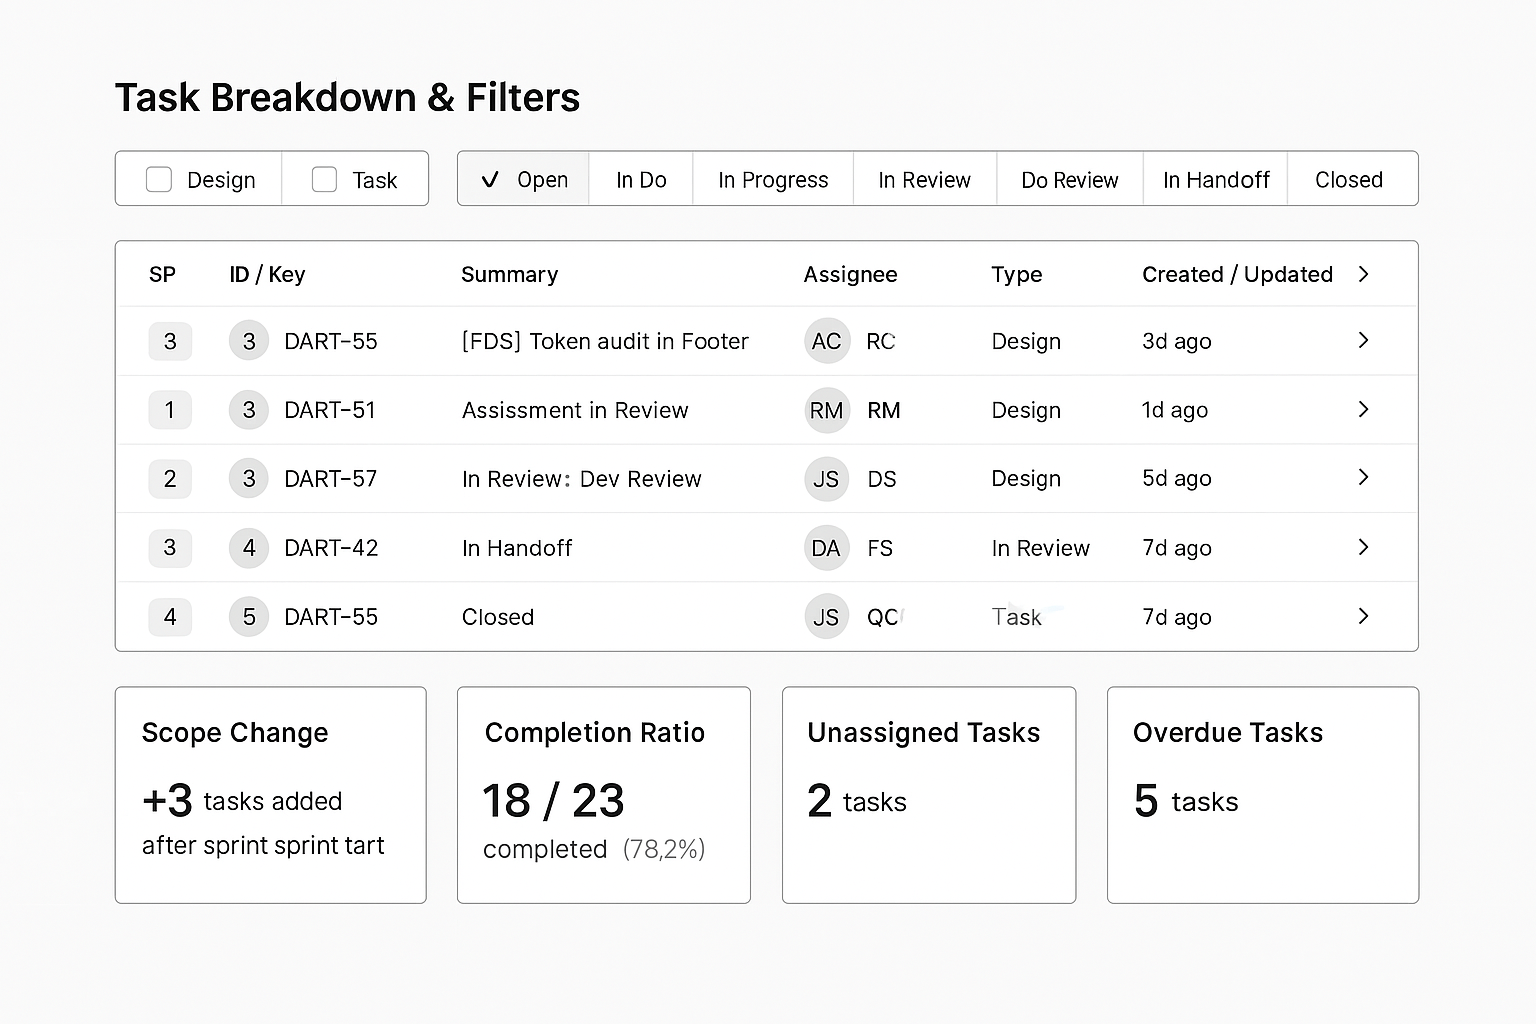 Task Breakdown & Filters
Design Task ✓ Open In Do In Progress In Review Do Review In Handoff Closed
SP ID / Key Summary Assignee Type Created / Updated >
3 3 DART-55 [FDS] Token audit in Footer AC RC Design 3d ago >
1 3 DART-51 Assissment in Review RM RM Design 1d ago >
2 3 DART-57 In Review: Dev Review JS DS Design 5d ago >
3 4 DART-42 In Handoff DA FS In Review 7d ago >
4 5 DART-55 Closed JS QC Task 7d ago >
Scope Change
+3 tasks added
after sprint sprint tart
Completion Ratio
18 / 23
completed (78,2%)
Unassigned Tasks
2 tasks
Overdue Tasks
5 tasks